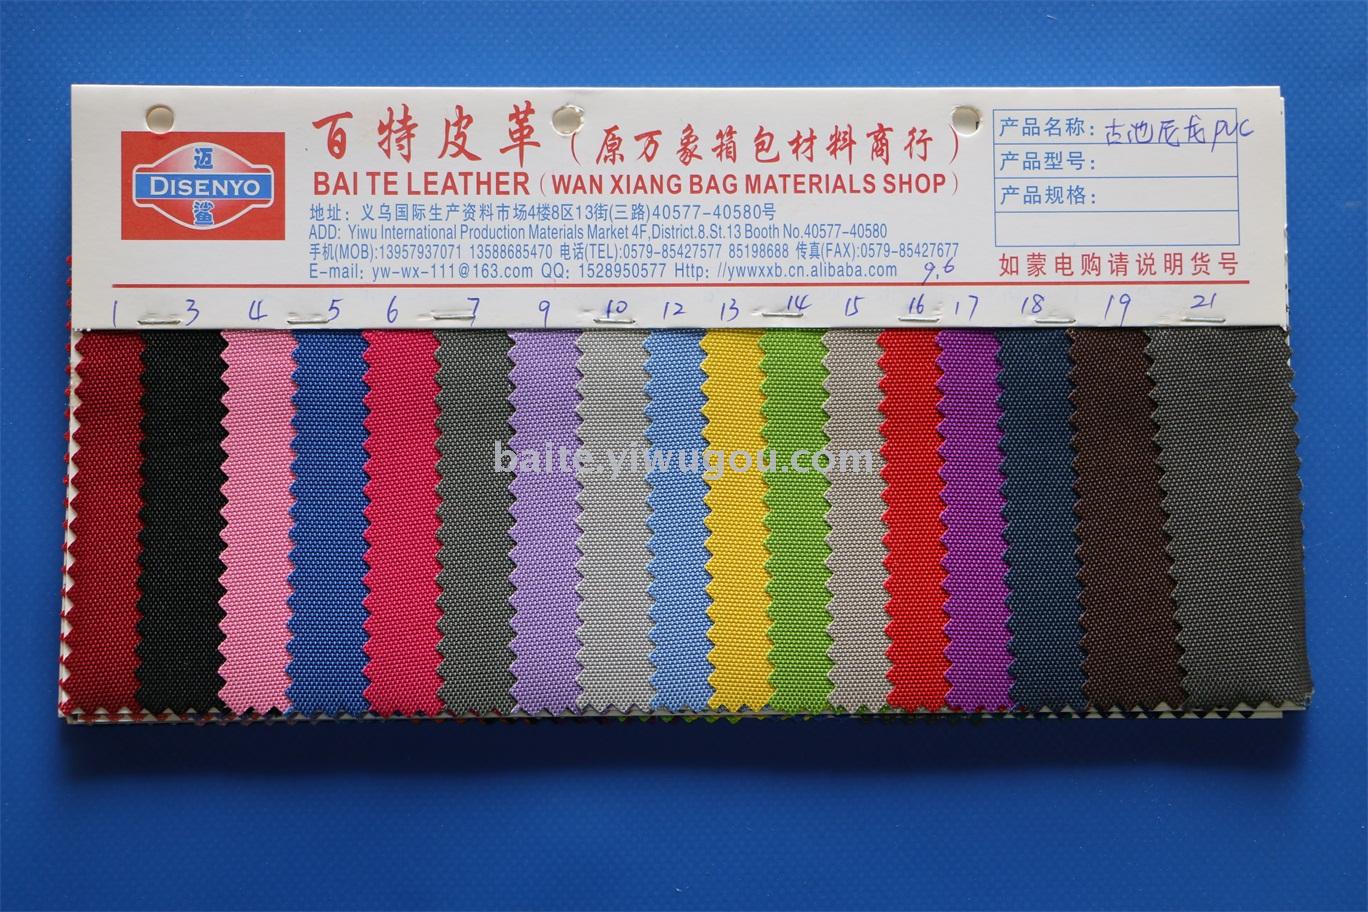 迈
DISENYO
鲨
百特皮革（原万象箱包材料商行）
BAI TE LEATHER（WAN XIANG BAG MATERIALS SHOP）
地址：义乌国际生产资料市场4楼8区13街(三路)40577-40580号
ADD: Yiwu International Production Materials Market 4F,District.8.St.13 Booth No.40577-40580
手机(MOB):13957937071 13588685470 电话(TEL):0579-85427577 85198688 传真(FAX):0579-85427677
E-mail：yw-wx-111@163.com QQ：1528950577 Http：//ywwxxb.cn.alibaba.com
9.6
产品名称：古池尼龙PVC
产品型号：
产品规格：
如蒙电购请说明货号
1 3 4 5 6 7 9 10 12 13 14 15 16 17 18 19 21
baite.yiwugou.com